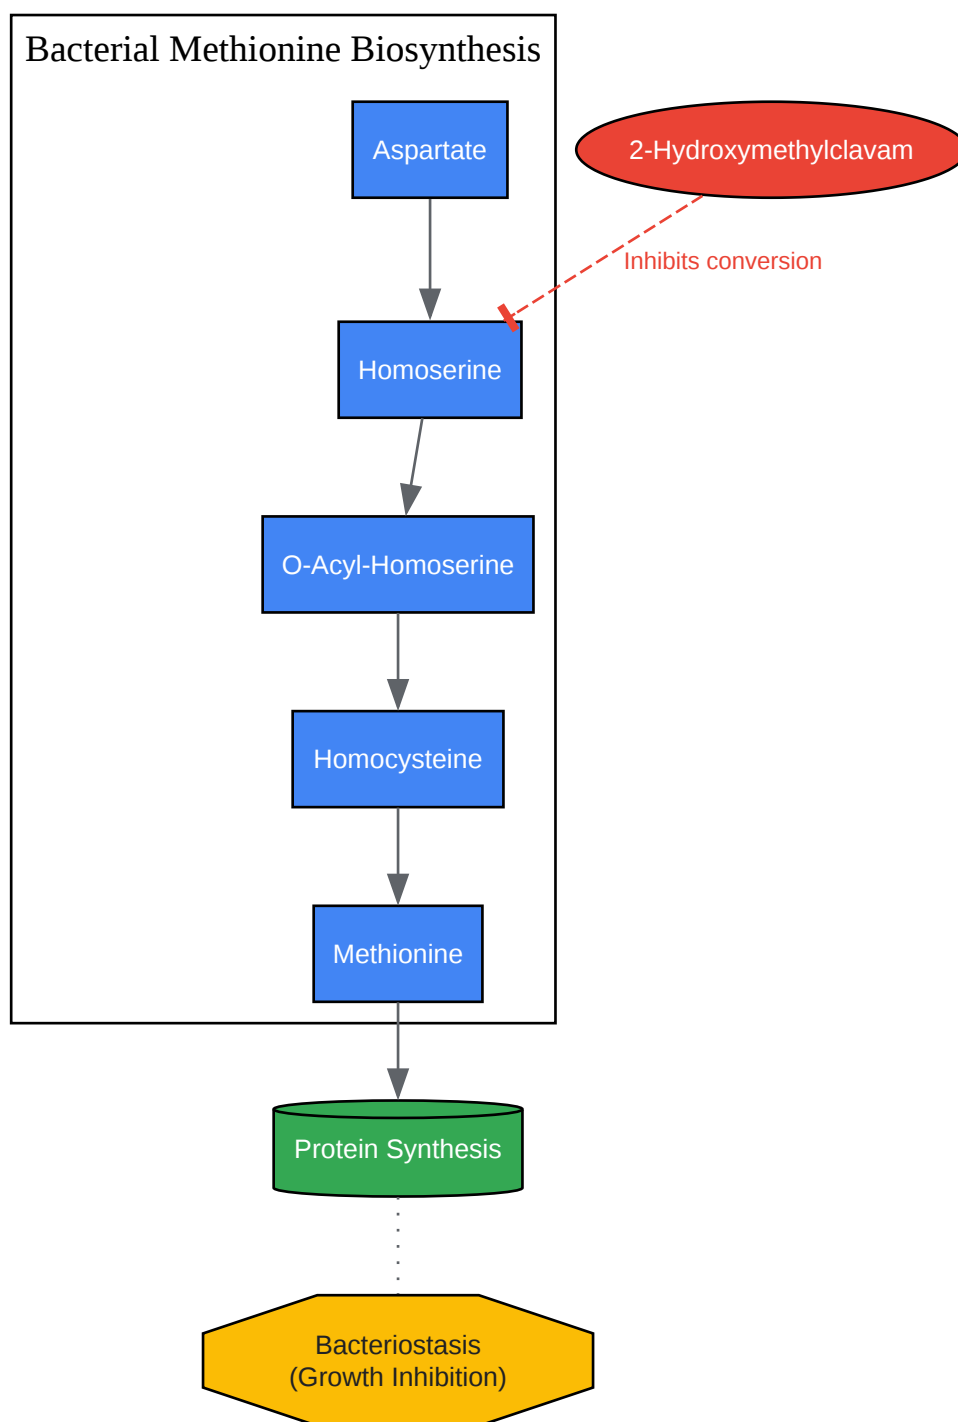 Bacterial Methionine Biosynthesis
Aspartate
2-Hydroxymethylclavam
Inhibits conversion
Homoserine
O-Acyl-Homoserine
Homocysteine
Methionine
Protein Synthesis
Bacteriostasis
(Growth Inhibition)